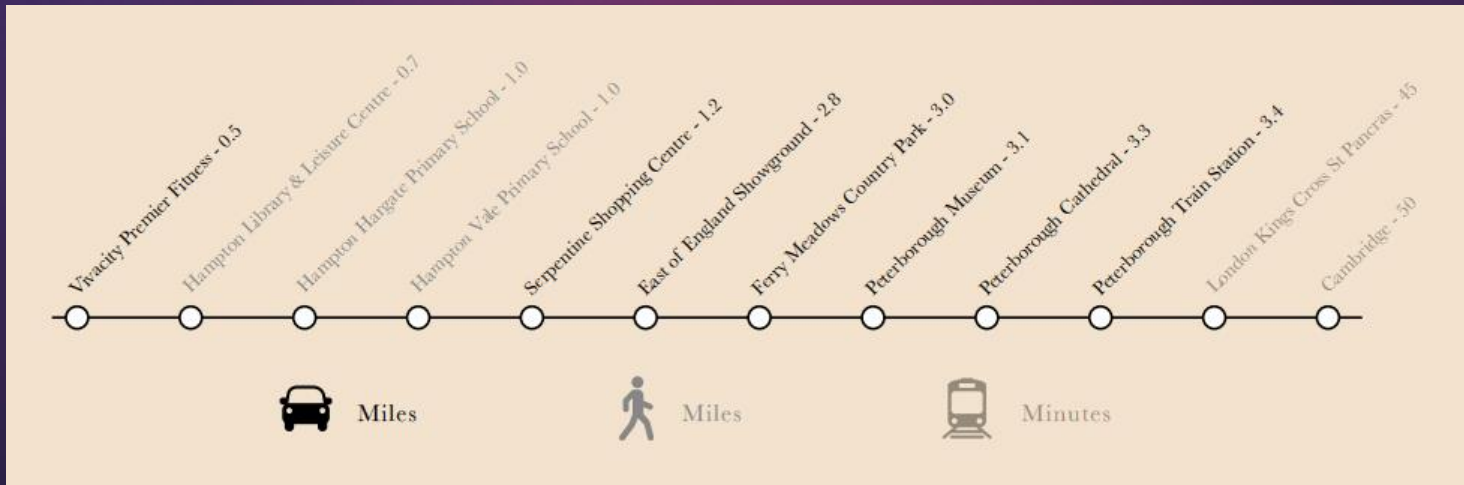 Vivacity Premier Fitness - 0.5
Hampton Library & Leisure Centre - 0.7
Hampton Hargate Primary School - 1.0
Hampton Vale Primary School - 1.0
Serpentine Shopping Centre - 1.2
East of England Showground - 2.8
Ferry Meadows Country Park - 3.0
Peterborough Museum - 3.1
Peterborough Cathedral - 3.3
Peterborough Train Station - 3.4
London Kings Cross St Pancras - 45
Cambridge - 50
Miles
Miles
Minutes